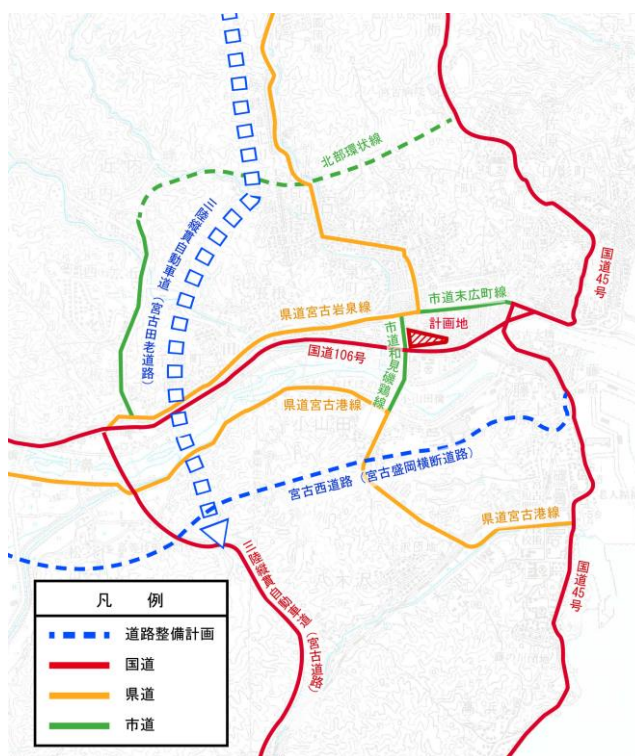 北部環状線
三陸縦貫自動車道（宮古田老道路）
国道45号
県道宮古岩泉線
市道末広町線
計画地
国道106号
市道和見磯鶏線
県道宮古港線
宮古西道路（宮古盛岡横断道路）
県道宮古港線
三陸縦貫自動車道（宮古道路）
国道45号
凡　例
道路整備計画
国道
県道
市道